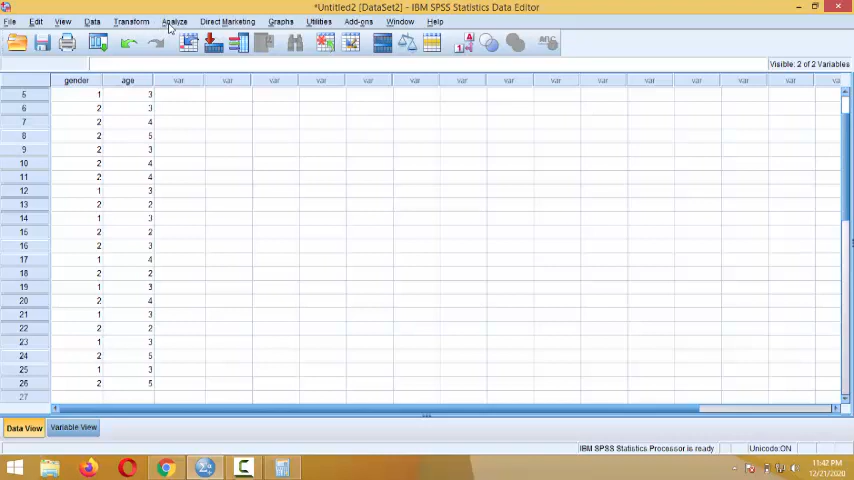 *Untitled2 [DataSet2] - IBM SPSS Statistics Data Editor
File Edit View Data Transform Analyze Direct Marketing Graphs Utilities Add-ons Window Help
Visible: 2 of 2 Variables
gender age var var var var var var var var var var var var var var va
5 1 3
6 2 3
7 2 4
8 2 5
9 2 3
10 2 4
11 2 4
12 1 3
13 2 2
14 1 3
15 2 2
16 2 3
17 1 4
18 2 2
19 1 3
20 2 4
21 1 3
22 2 2
23 1 3
24 2 5
25 1 3
26 2 5
27
Data View Variable View
IBM SPSS Statistics Processor is ready Unicode:ON
11:42 PM
12/21/2020